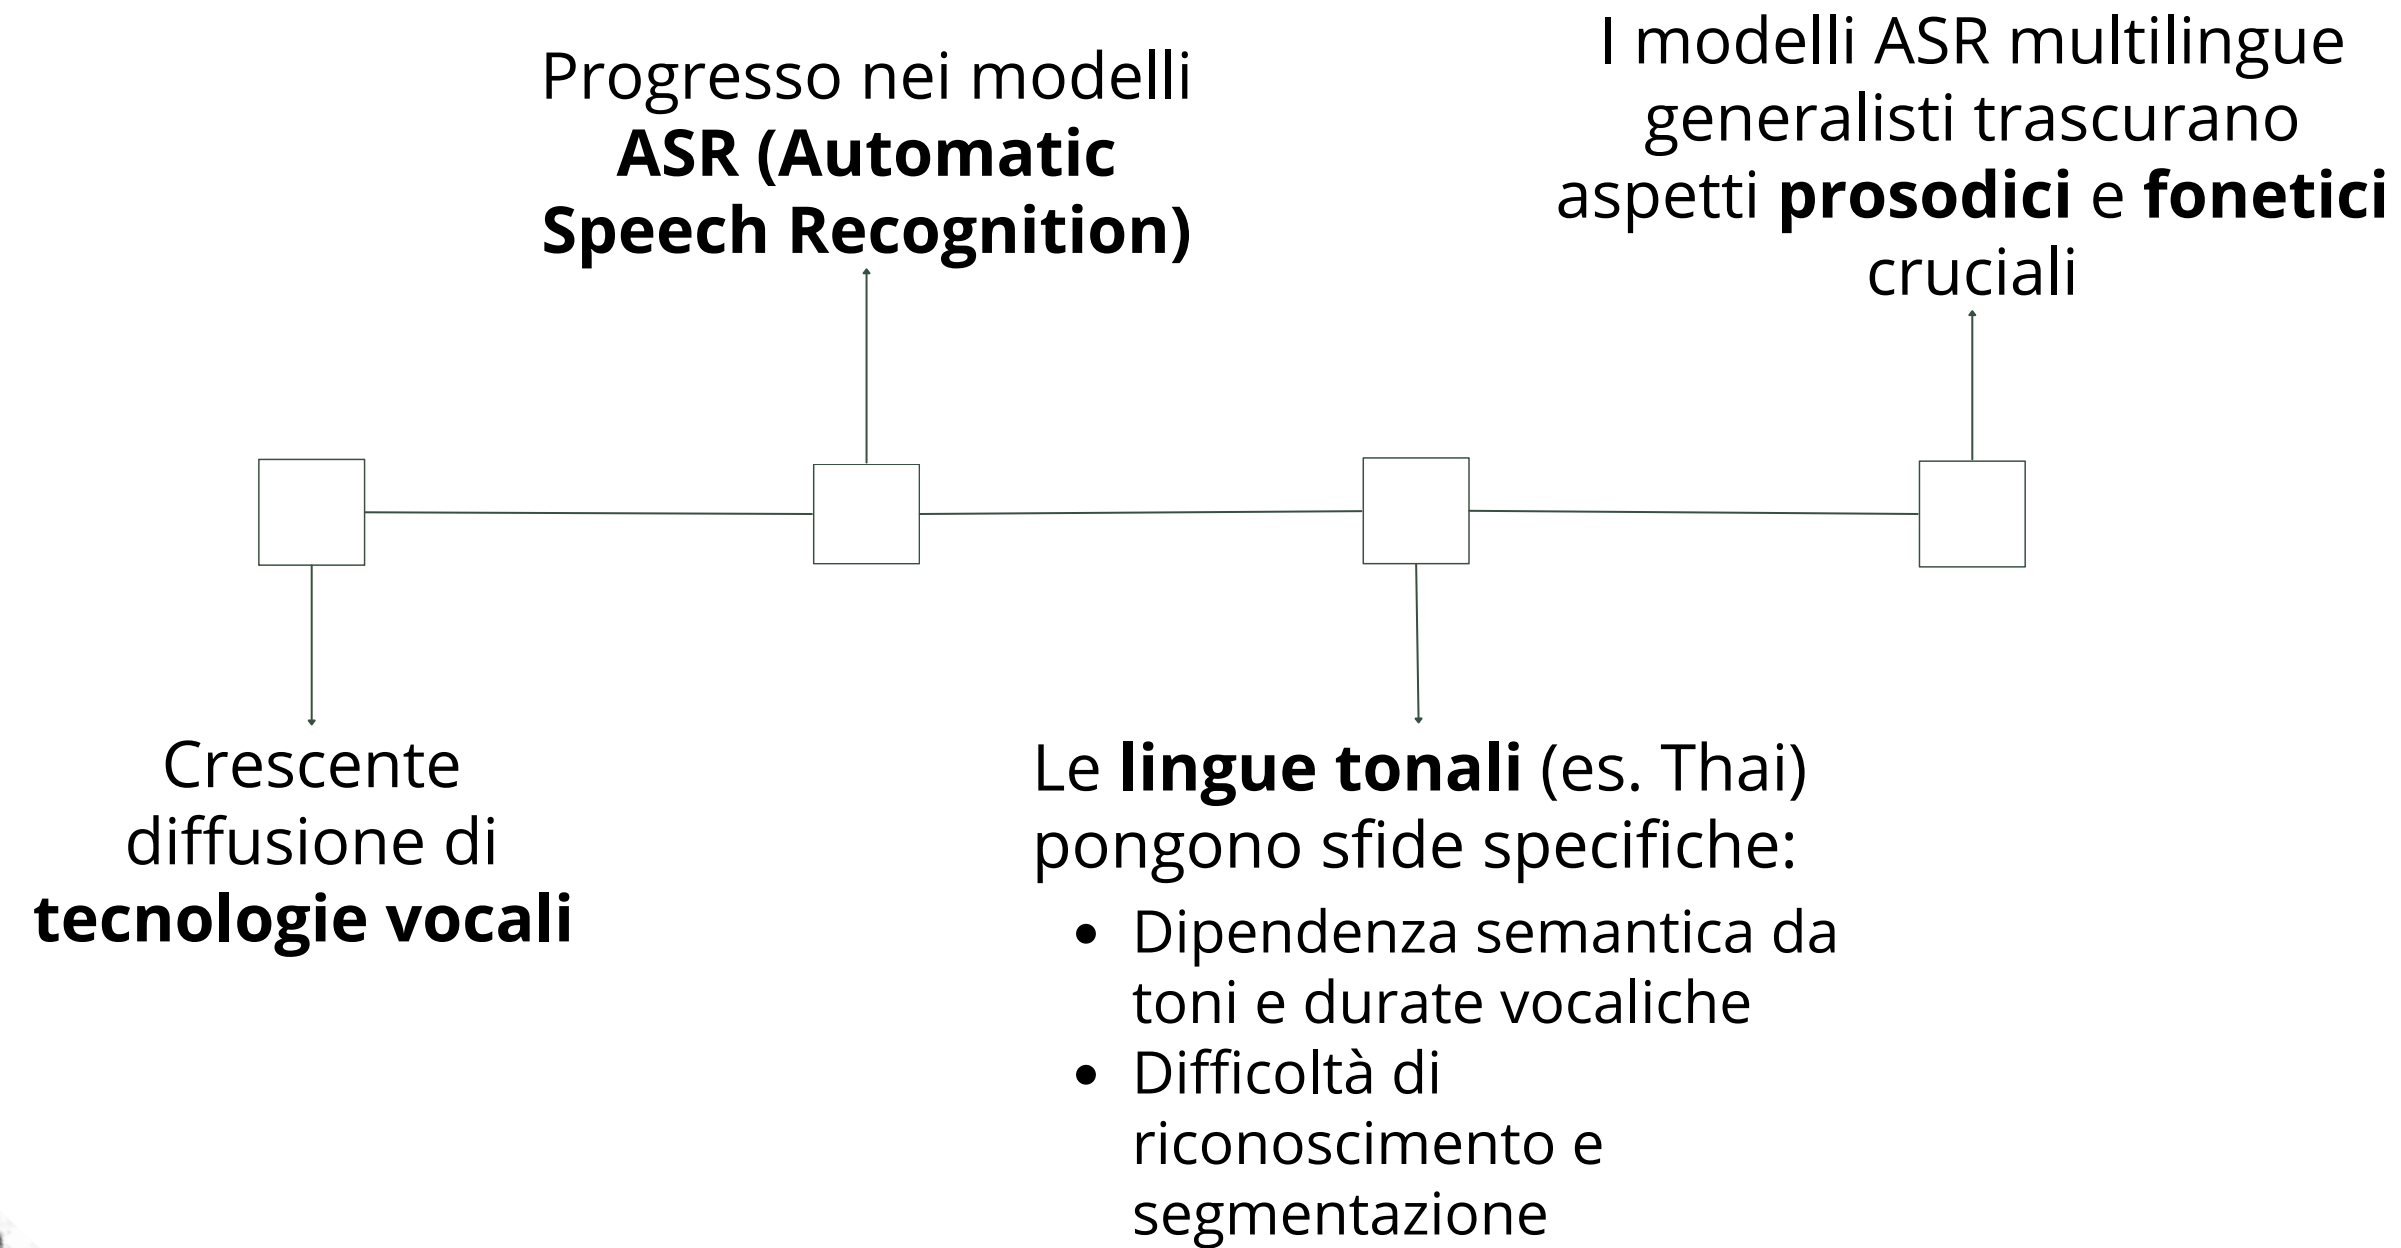 Crescente
diffusione di
tecnologie vocali
Progresso nei modelli
ASR (Automatic
Speech Recognition)
Le lingue tonali (es. Thai)
pongono sfide specifiche:
• Dipendenza semantica da
toni e durate vocaliche
• Difficoltà di
riconoscimento e
segmentazione
I modelli ASR multilingue
generalisti trascurano
aspetti prosodici e fonetici
cruciali